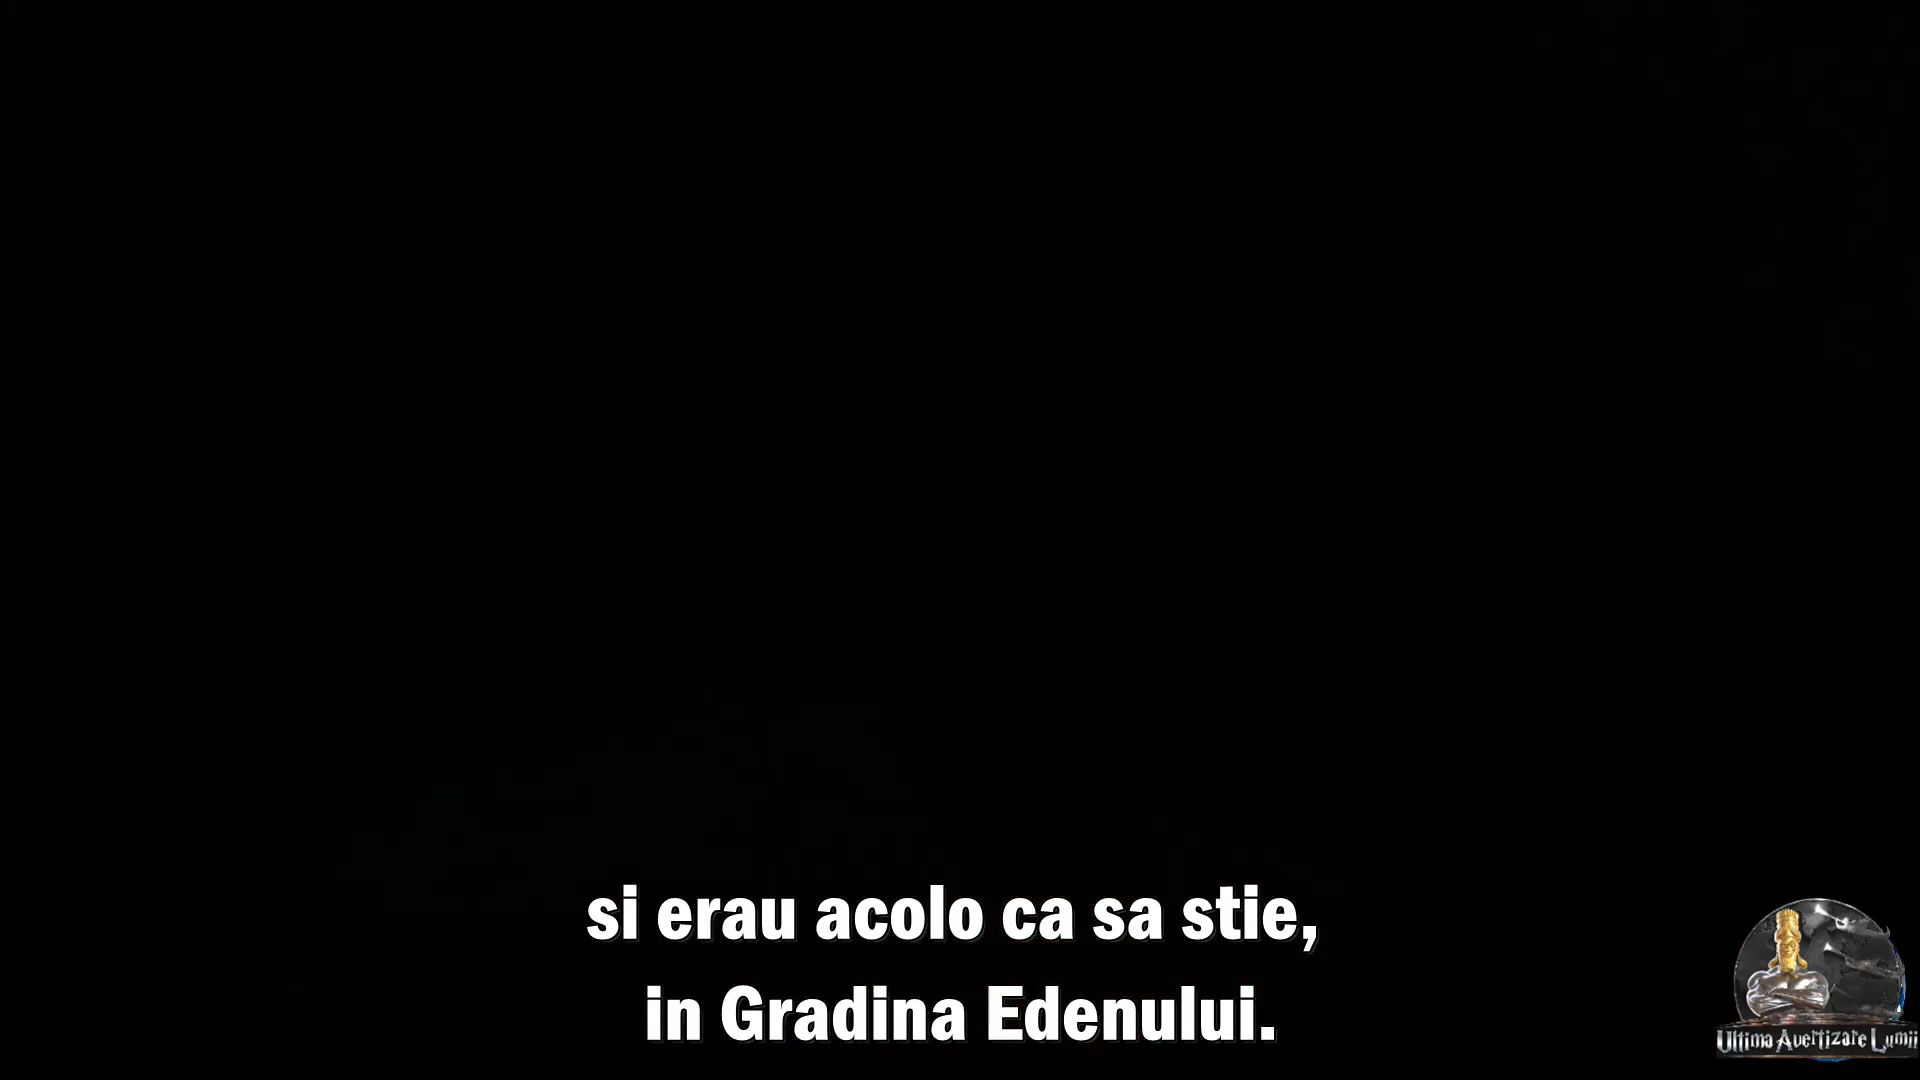 si erau acolo ca sa stie,
in Gradina Edenului.
Ultima Avertizare Lumii